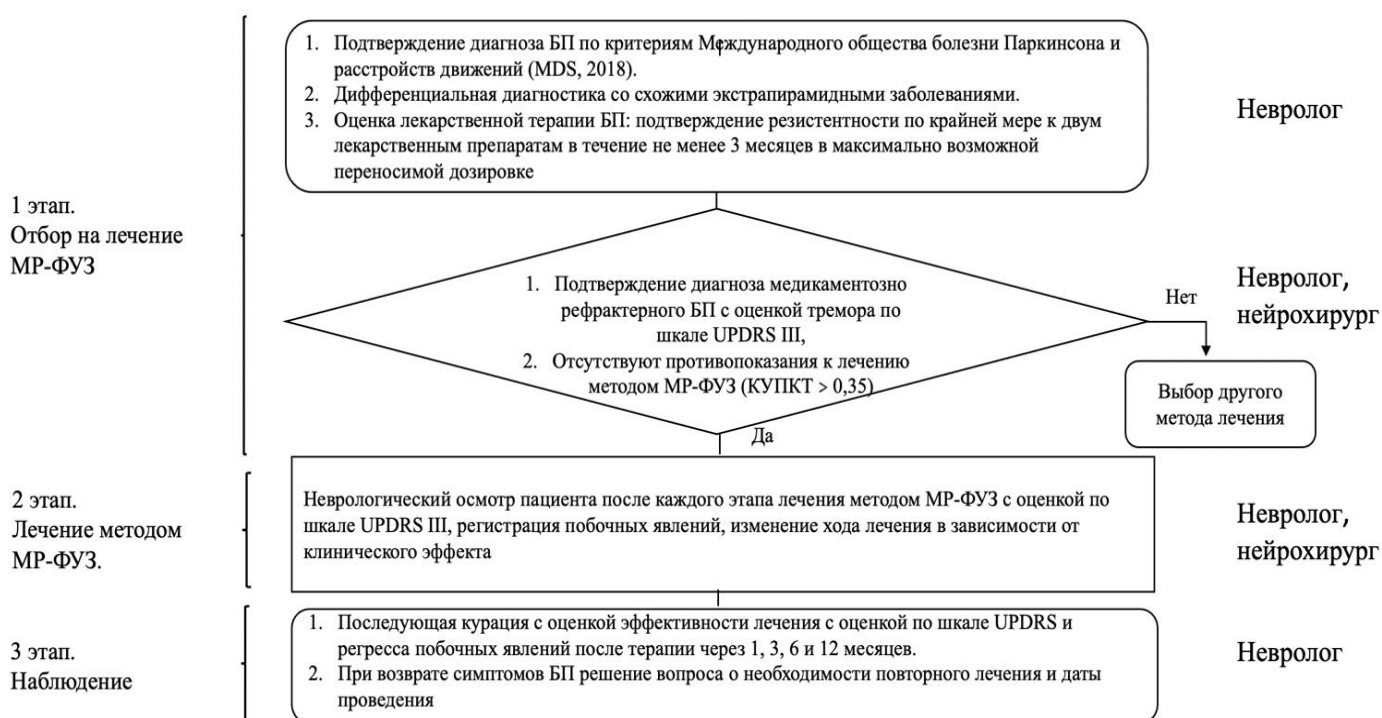 1. Подтверждение диагноза БП по критериям Международного общества болезни Паркинсона и
расстройств движений (MDS, 2018).
2. Дифференциальная диагностика со схожими экстрапирамидными заболеваниями.
3. Оценка лекарственной терапии БП: подтверждение резистентности по крайней мере к двум
лекарственным препаратам в течение не менее 3 месяцев в максимально возможной
переносимой дозировке
Невролог
1 этап.
Отбор на лечение
МР-ФУЗ
1. Подтверждение диагноза медикаментозно
рефрактерного БП с оценкой тремора по
шкале UPDRS III,
2. Отсутствуют противопоказания к лечению
методом МР-ФУЗ (КУПКТ > 0,35)
Нет
Невролог,
нейрохирург
Выбор другого
метода лечения
Да
2 этап.
Лечение методом
МР-ФУЗ.
Неврологический осмотр пациента после каждого этапа лечения методом МР-ФУЗ с оценкой по
шкале UPDRS III, регистрация побочных явлений, изменение хода лечения в зависимости от
клинического эффекта
Невролог,
нейрохирург
3 этап.
Наблюдение
1. Последующая курация с оценкой эффективности лечения с оценкой по шкале UPDRS и
регресса побочных явлений после терапии через 1, 3, 6 и 12 месяцев.
2. При возврате симптомов БП решение вопроса о необходимости повторного лечения и даты
проведения
Невролог